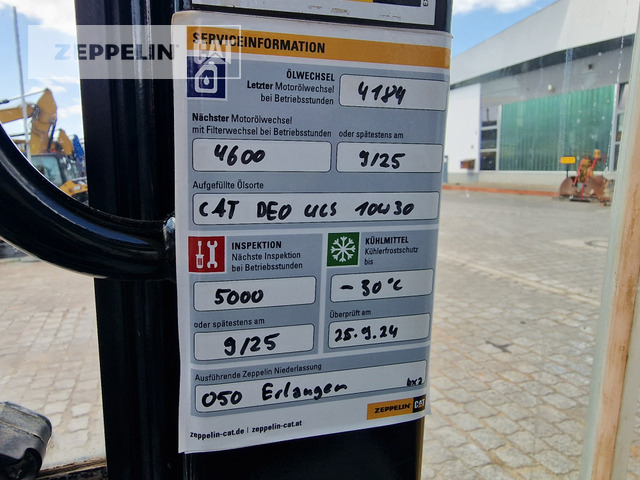 ZEPPELIN CAT
SERVICEINFORMATION
ÖLWECHSEL
Letzter Motorölwechsel
bei Betriebsstunden
4184
Nächster Motorölwechsel
mit Filterwechsel bei Betriebsstunden
4600
oder spätestens am
9/25
Aufgefüllte Ölsorte
CAT DEO ULS 10W30
INSPEKTION
Nächste Inspektion
bei Betriebsstunden
5000
oder spätestens am
9/25
KÜHLMITTEL
Kühlerfrostschutz
bis
-30°C
Überprüft am
25.9.24
Ausführende Zeppelin Niederlassung
050 Erlangen
ZEPPELIN CAT
zeppelin-cat.de | zeppelin-cat.at